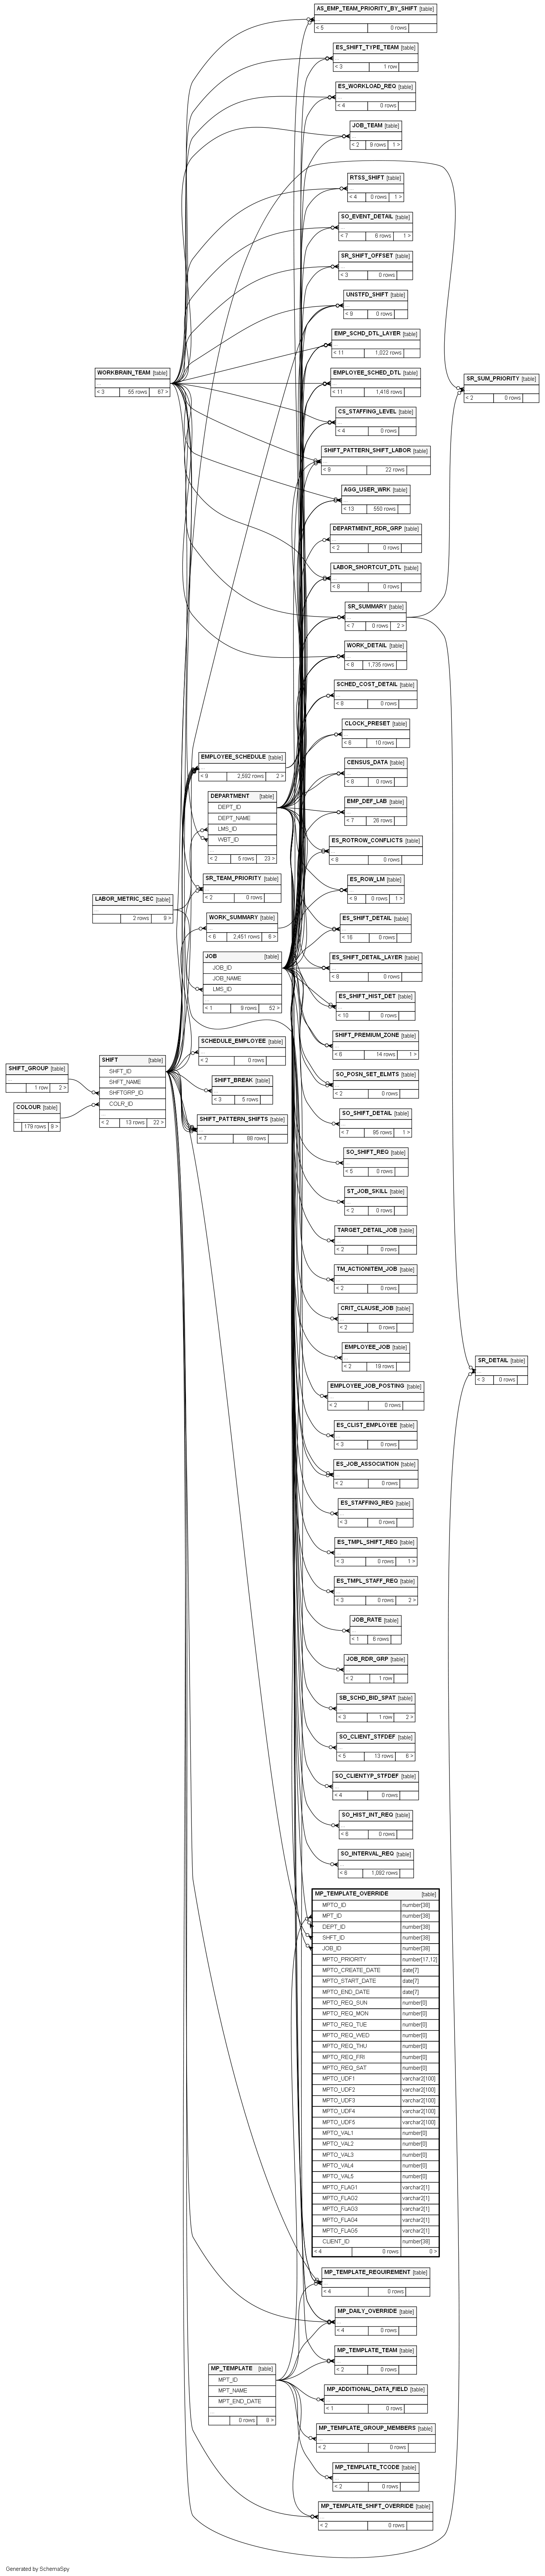 AS_EMP_TEAM_PRIORITY_BY_SHIFT [table]
...
< 5 0 rows
ES_SHIFT_TYPE_TEAM [table]
...
< 3 1 row
ES_WORKLOAD_REQ [table]
...
< 4 0 rows
JOB_TEAM [table]
...
< 2 9 rows 1 >
RTSS_SHIFT [table]
...
< 4 0 rows 1 >
SO_EVENT_DETAIL [table]
...
< 7 6 rows 1 >
SR_SHIFT_OFFSET [table]
...
< 3 0 rows
UNSTFD_SHIFT [table]
...
< 9 0 rows
EMP_SCHD_DTL_LAYER [table]
...
< 11 1,022 rows
WORKBRAIN_TEAM [table]
...
< 3 55 rows 67 >
EMPLOYEE_SCHED_DTL [table]
...
< 11 1,416 rows
SR_SUM_PRIORITY [table]
...
< 2 0 rows
CS_STAFFING_LEVEL [table]
...
< 4 0 rows
SHIFT_PATTERN_SHIFT_LABOR [table]
...
< 9 22 rows
AGG_USER_WRK [table]
...
< 13 550 rows
DEPARTMENT_RDR_GRP [table]
...
< 2 0 rows
LABOR_SHORTCUT_DTL [table]
...
< 8 0 rows
SR_SUMMARY [table]
...
< 7 0 rows 2 >
WORK_DETAIL [table]
...
< 8 1,735 rows
SCHED_COST_DETAIL [table]
...
< 8 0 rows
CLOCK_PRESET [table]
...
< 6 10 rows
EMPLOYEE_SCHEDULE [table]
...
< 9 2,592 rows 2 >
CENSUS_DATA [table]
...
< 8 0 rows
DEPARTMENT [table]
DEPT_ID
DEPT_NAME
LMS_ID
WBT_ID
...
< 2 5 rows 23 >
EMP_DEF_LAB [table]
...
< 7 26 rows
ES_ROTROW_CONFLICTS [table]
...
< 8 0 rows
SR_TEAM_PRIORITY [table]
...
< 2 0 rows
ES_ROW_LM [table]
...
< 9 0 rows 1 >
LABOR_METRIC_SEC [table]
...
2 rows 9 >
WORK_SUMMARY [table]
...
< 6 2,451 rows 6 >
ES_SHIFT_DETAIL [table]
...
< 16 0 rows
JOB [table]
JOB_ID
JOB_NAME
LMS_ID
...
< 1 9 rows 52 >
ES_SHIFT_DETAIL_LAYER [table]
...
< 8 0 rows
ES_SHIFT_HIST_DET [table]
...
< 10 0 rows
SCHEDULE_EMPLOYEE [table]
...
< 2 0 rows
SHIFT_PREMIUM_ZONE [table]
...
< 6 14 rows 1 >
SHIFT [table]
SHFT_ID
SHFT_NAME
SHFTGRP_ID
COLR_ID
...
< 2 13 rows 22 >
SHIFT_GROUP [table]
...
1 row 2 >
SHIFT_BREAK [table]
...
< 3 5 rows
SO_POSN_SET_ELMTS [table]
...
< 2 0 rows
COLOUR [table]
...
179 rows 9 >
SHIFT_PATTERN_SHIFTS [table]
...
< 7 88 rows
SO_SHIFT_DETAIL [table]
...
< 7 95 rows 1 >
SO_SHIFT_REQ [table]
...
< 5 0 rows
ST_JOB_SKILL [table]
...
< 2 0 rows
TARGET_DETAIL_JOB [table]
...
< 2 0 rows
TM_ACTIONITEM_JOB [table]
...
< 2 0 rows
CRIT_CLAUSE_JOB [table]
...
< 2 0 rows
EMPLOYEE_JOB [table]
...
< 2 19 rows
SR_DETAIL [table]
...
< 3 0 rows
EMPLOYEE_JOB_POSTING [table]
...
< 2 0 rows
ES_CLIST_EMPLOYEE [table]
...
< 3 0 rows
ES_JOB_ASSOCIATION [table]
...
< 2 0 rows
ES_STAFFING_REQ [table]
...
< 3 0 rows
ES_TMPL_SHIFT_REQ [table]
...
< 3 0 rows 1 >
ES_TMPL_STAFF_REQ [table]
...
< 3 0 rows 2 >
JOB_RATE [table]
...
< 1 6 rows
JOB_RDR_GRP [table]
...
< 2 1 row
SB_SCHD_BID_SPAT [table]
...
< 3 1 row 2 >
SO_CLIENT_STFDEF [table]
...
< 5 13 rows 6 >
SO_CLIENTYP_STFDEF [table]
...
< 4 0 rows
SO_HIST_INT_REQ [table]
...
< 6 0 rows
SO_INTERVAL_REQ [table]
...
< 6 1,092 rows
MP_TEMPLATE_OVERRIDE [table]
MPTO_ID number[38]
MPT_ID number[38]
DEPT_ID number[38]
SHFT_ID number[38]
JOB_ID number[38]
MPTO_PRIORITY number[17,12]
MPTO_CREATE_DATE date[7]
MPTO_START_DATE date[7]
MPTO_END_DATE date[7]
MPTO_REQ_SUN number[0]
MPTO_REQ_MON number[0]
MPTO_REQ_TUE number[0]
MPTO_REQ_WED number[0]
MPTO_REQ_THU number[0]
MPTO_REQ_FRI number[0]
MPTO_REQ_SAT number[0]
MPTO_UDF1 varchar2[100]
MPTO_UDF2 varchar2[100]
MPTO_UDF3 varchar2[100]
MPTO_UDF4 varchar2[100]
MPTO_UDF5 varchar2[100]
MPTO_VAL1 number[0]
MPTO_VAL2 number[0]
MPTO_VAL3 number[0]
MPTO_VAL4 number[0]
MPTO_VAL5 number[0]
MPTO_FLAG1 varchar2[1]
MPTO_FLAG2 varchar2[1]
MPTO_FLAG3 varchar2[1]
MPTO_FLAG4 varchar2[1]
MPTO_FLAG5 varchar2[1]
CLIENT_ID number[38]
< 4 0 rows 0 >
MP_TEMPLATE_REQUIREMENT [table]
...
< 4 0 rows
MP_DAILY_OVERRIDE [table]
...
< 4 0 rows
MP_TEMPLATE_TEAM [table]
...
< 2 0 rows
MP_TEMPLATE [table]
MPT_ID
MPT_NAME
MPT_END_DATE
...
0 rows 8 >
MP_ADDITIONAL_DATA_FIELD [table]
...
< 1 0 rows
MP_TEMPLATE_GROUP_MEMBERS [table]
...
< 2 0 rows
MP_TEMPLATE_TCODE [table]
...
< 2 0 rows
MP_TEMPLATE_SHIFT_OVERRIDE [table]
...
< 2 0 rows
Generated by SchemaSpy